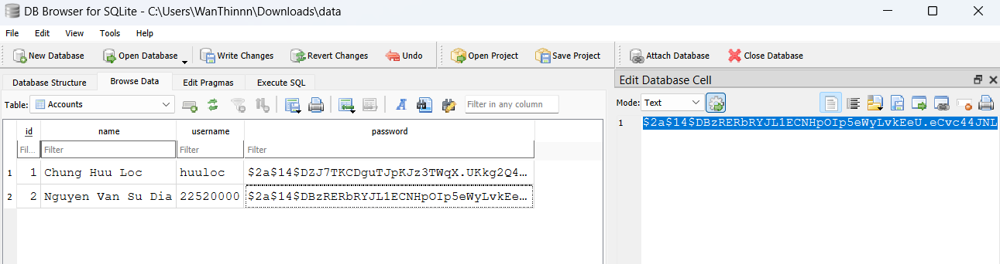 DB Browser for SQLite - C:\Users\WanThinnn\Downloads\data
File Edit View Tools Help
New Database Open Database Write Changes Revert Changes Undo Open Project Save Project Attach Database Close Database
Database Structure Browse Data Edit Pragmas Execute SQL
Edit Database Cell
Table: Accounts Filter in any column
Mode: Text
id name username password
Fil... Filter Filter Filter
1 1 Chung Huu Loc huuloc $2a$14$DZJ7TKCDguTJpKJz3TWqX.UKkg2Q4...
2 2 Nguyen Van Su Dia 22520000 $2a$14$DBzRERbRYJL1ECNHpOIp5eWyLvkEe...
1 $2a$14$DBzRERbRYJL1ECNHpOIp5eWyLvkEeU.eCvc44JNL